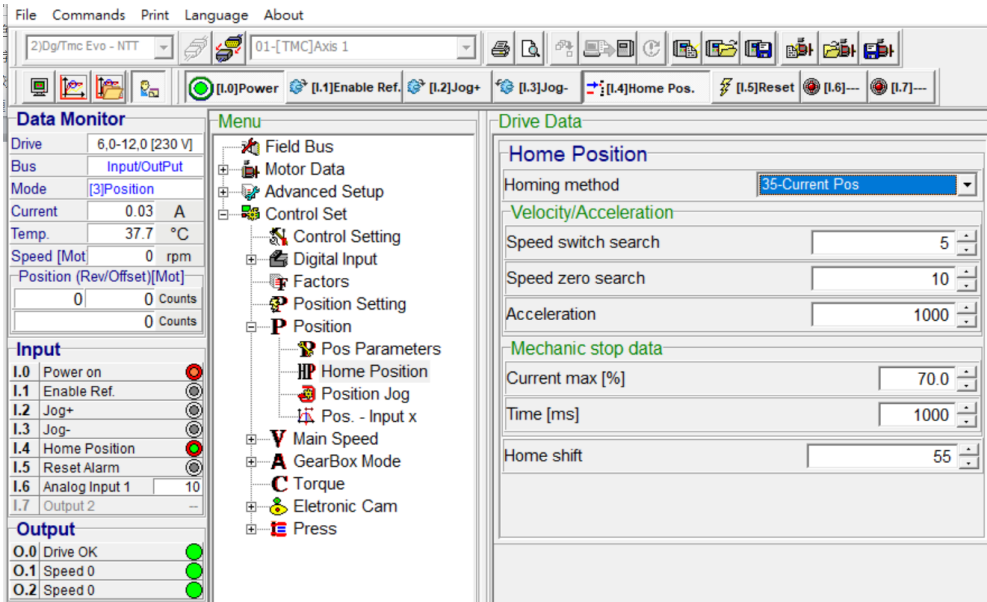 File Commands Print Language About
2)Dg/Tmc Evo - NTT 01-[TMC]Axis 1
[I.0]Power [I.1]Enable Ref. [I.2]Jog+ [I.3]Jog- [I.4]Home Pos. [I.5]Reset [I.6]--- [I.7]---
Data Monitor
Drive 6,0-12,0 [230 V]
Bus Input/OutPut
Mode [3]Position
Current 0.03 A
Temp. 37.7 °C
Speed [Mot 0 rpm
Position (Rev/Offset)[Mot]
0 0 Counts
0 Counts
Input
I.0 Power on
I.1 Enable Ref.
I.2 Jog+
I.3 Jog-
I.4 Home Position
I.5 Reset Alarm
I.6 Analog Input 1 10
I.7 Output 2 --
Output
O.0 Drive OK
O.1 Speed 0
O.2 Speed 0
Menu
Field Bus
Motor Data
Advanced Setup
Control Set
Control Setting
Digital Input
Factors
Position Setting
P Position
Pos Parameters
HP Home Position
Position Jog
Pos. - Input x
V Main Speed
A GearBox Mode
C Torque
Eletronic Cam
Press
Drive Data
Home Position
Homing method 35-Current Pos
Velocity/Acceleration
Speed switch search 5
Speed zero search 10
Acceleration 1000
Mechanic stop data
Current max [%] 70.0
Time [ms] 1000
Home shift 55